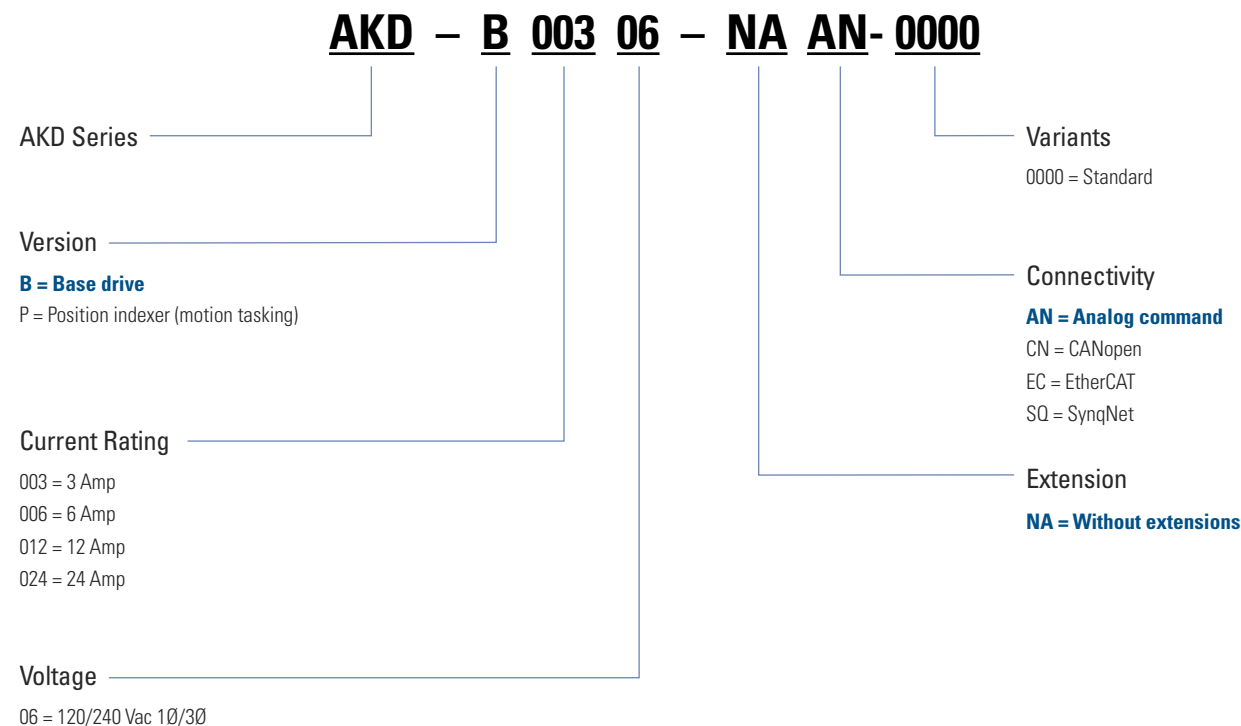 AKD – B 003 06 – NA AN- 0000
AKD Series
Version
B = Base drive
P = Position indexer (motion tasking)
Current Rating
003 = 3 Amp
006 = 6 Amp
012 = 12 Amp
024 = 24 Amp
Voltage
06 = 120/240 Vac 1Ø/3Ø
Variants
0000 = Standard
Connectivity
AN = Analog command
CN = CANopen
EC = EtherCAT
SQ = SynqNet
Extension
NA = Without extensions